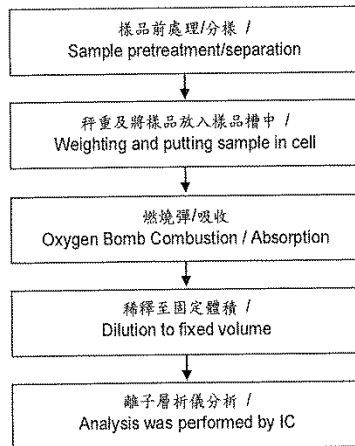 樣品前處理/分樣 /
Sample pretreatment/separation
秤重及將樣品放入樣品槽中 /
Weighting and putting sample in cell
燃燒彈/吸收
Oxygen Bomb Combustion / Absorption
稀釋至固定體積 /
Dilution to fixed volume
離子層析儀分析 /
Analysis was performed by IC